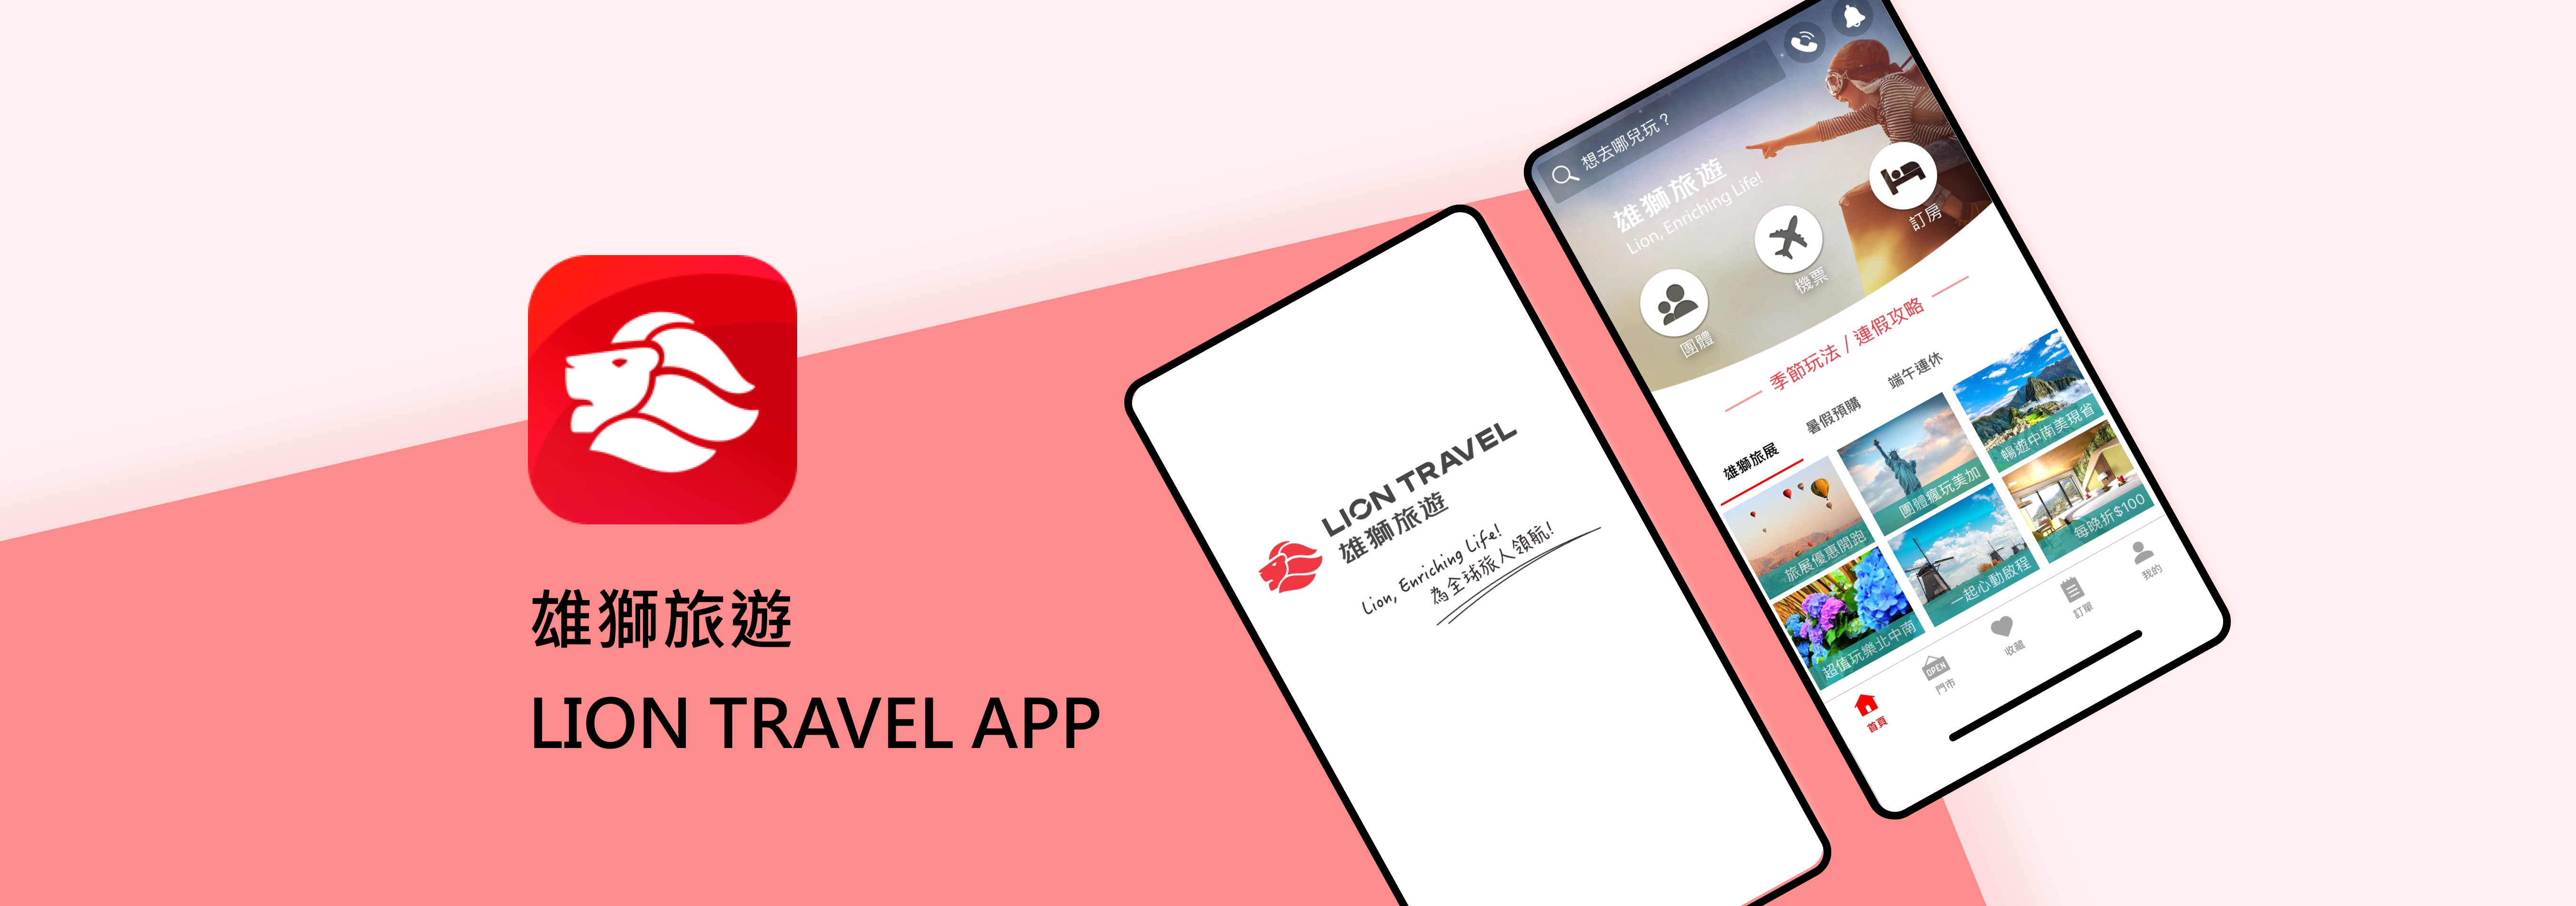 雄獅旅遊
LION TRAVEL APP
LION TRAVEL
雄獅旅遊
Lion, Enriching Life!
為全球旅人領航!
想去哪兒玩?
雄獅旅遊
Lion, Enriching Life!
團體
機票
訂房
季節玩法 / 連假攻略
雄獅旅展
暑假預購
端午連休
旅展優惠開跑
團體瘋玩美加
暢遊中南美現省
超值玩樂北中南
一起心動啟程
每晚折$100
首頁
OPEN
門市
收藏
訂單
我的